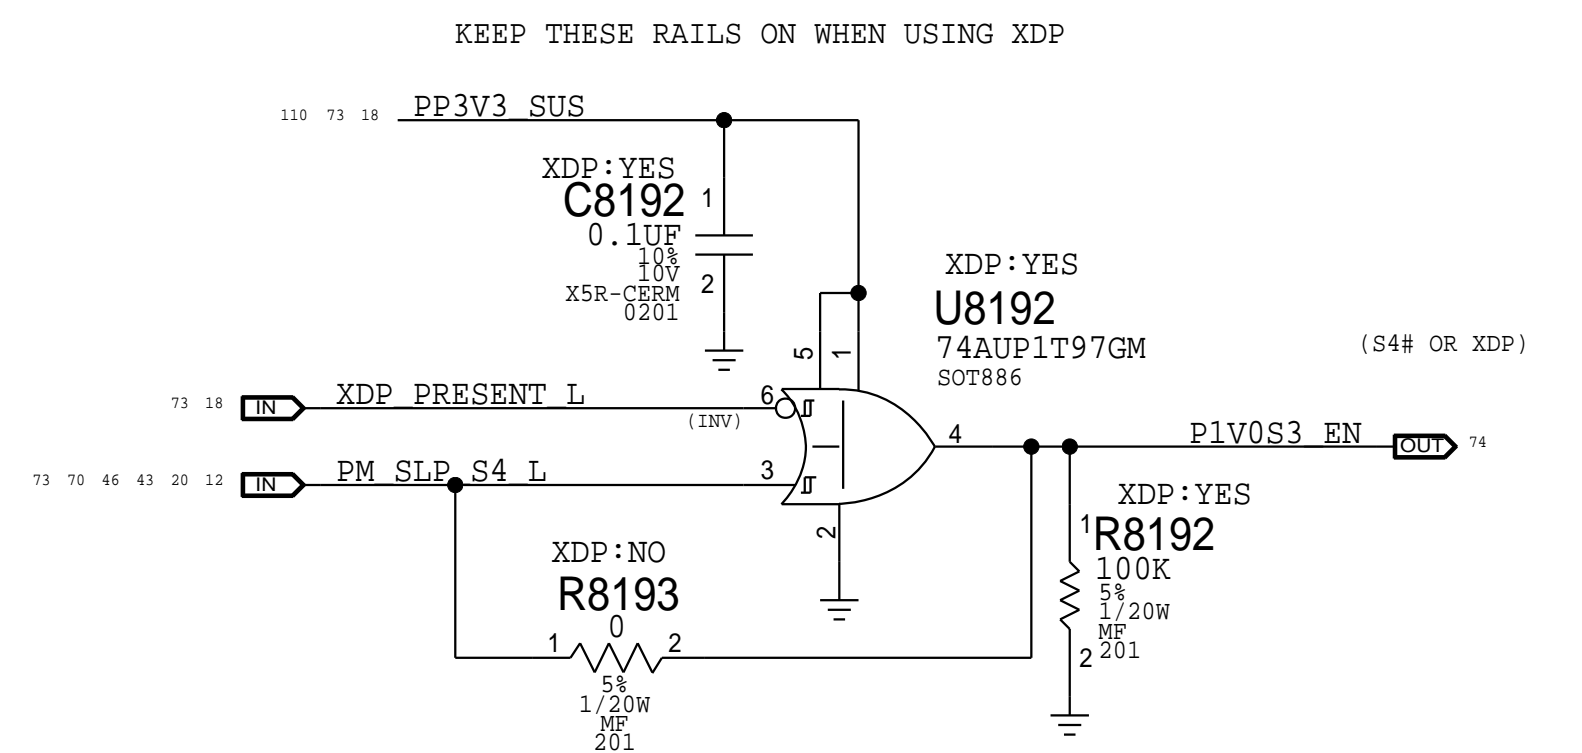 KEEP THESE RAILS ON WHEN USING XDP
110 73 18 PP3V3_SUS
XDP:YES
C8192
1
0.1UF
10%
10V
2
X5R-CERM
0201
XDP:YES
U8192
74AUP1T97GM
SOT886
(S4# OR XDP)
5
1
73 18 IN XDP_PRESENT_L 6
(INV)
4 P1V0S3_EN OUT 74
73 70 46 43 20 12 IN PM_SLP_S4_L 3
2
XDP:YES
1
R8192
100K
5%
1/20W
MF
201
2
XDP:NO
R8193
0
1 2
5%
1/20W
MF
201